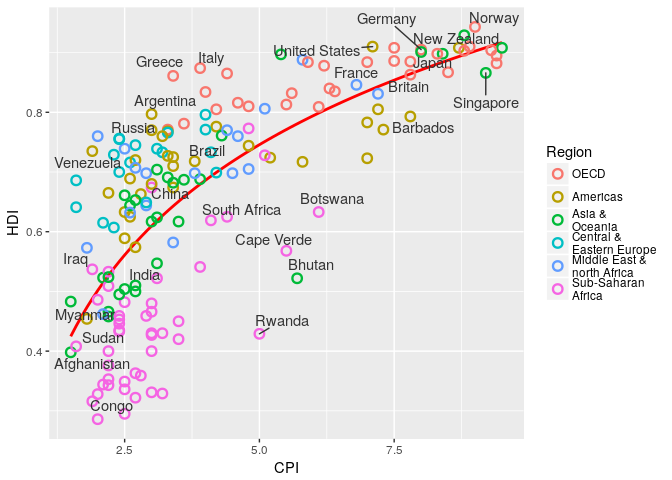 Germany
Norway
New Zealand
United States
Italy
Greece
Japan
France
Britain
Singapore
Argentina
Russia
Barbados
Brazil
Venezuela
China
Botswana
South Africa
Cape Verde
Iraq
Bhutan
India
Myanmar
Rwanda
Sudan
Afghanistan
Congo
0.8
0.6
0.4
HDI
2.5
5.0
7.5
CPI
Region
OECD
Americas
Asia &
Oceania
Central &
Eastern Europe
Middle East &
north Africa
Sub-Saharan
Africa